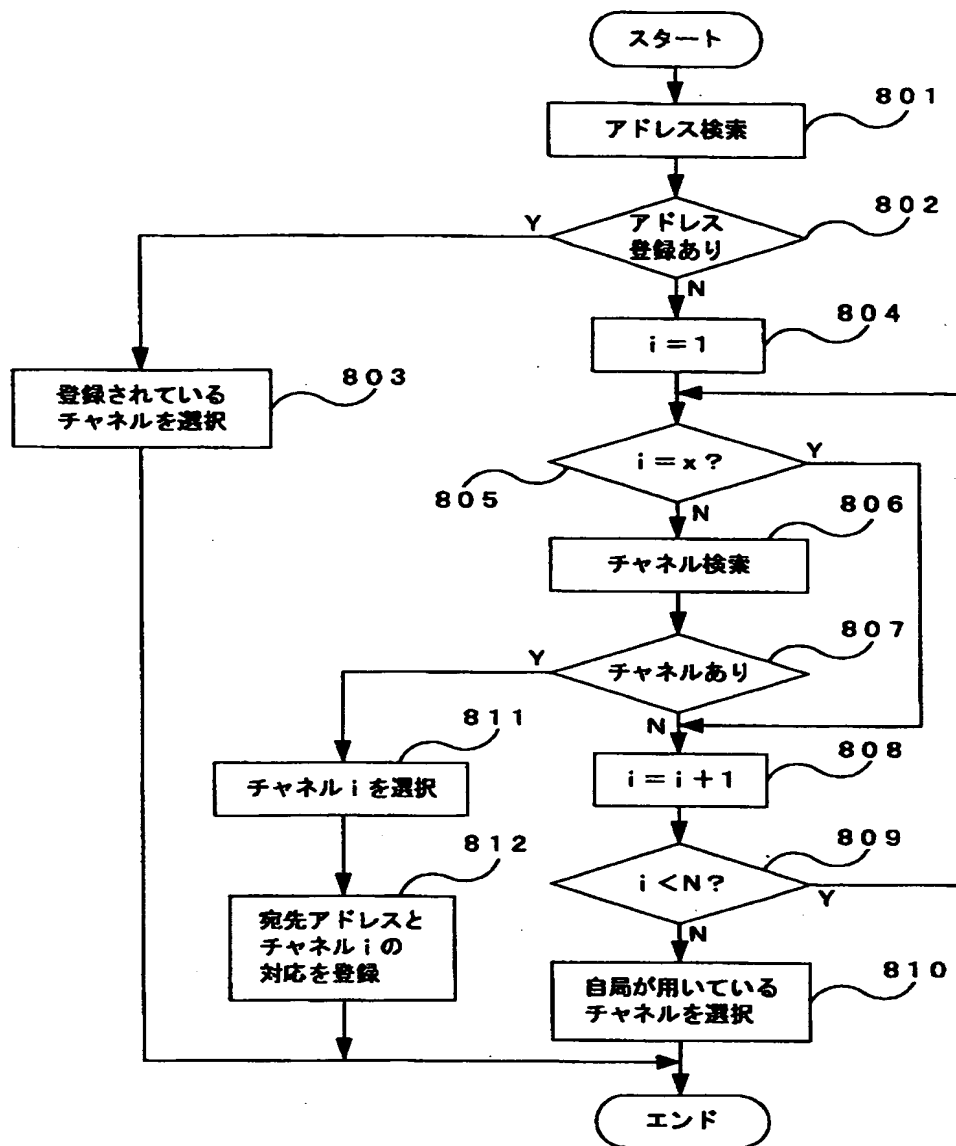 スタート
801
アドレス検索
802
Y
アドレス
登録あり
N
804
i=1
803
登録されている
チャネルを選択
i=x?
Y
805
N
806
チャネル検索
807
Y
チャネルあり
N
811
808
チャネルiを選択
i=i+1
812
809
i<N?
Y
宛先アドレスと
チャネルiの
対応を登録
N
810
自局が用いている
チャネルを選択
エンド